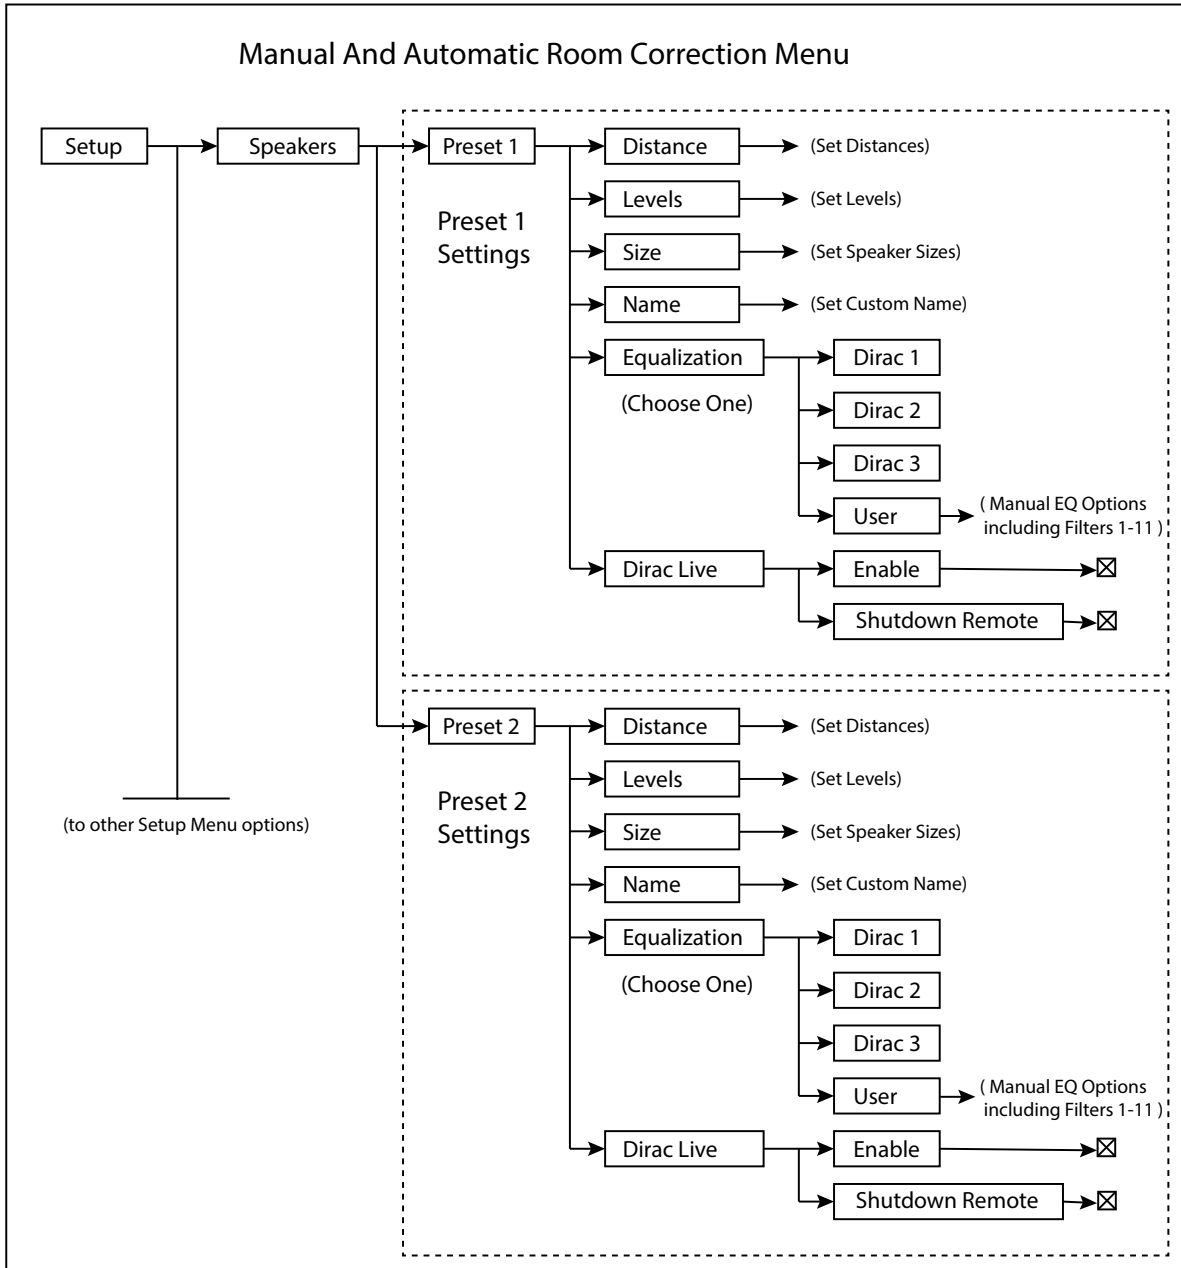 Manual And Automatic Room Correction Menu
Setup
Speakers
Preset 1
Distance
(Set Distances)
Levels
(Set Levels)
Preset 1
Settings
Size
(Set Speaker Sizes)
Name
(Set Custom Name)
Equalization
(Choose One)
Dirac 1
Dirac 2
Dirac 3
User
( Manual EQ Options
including Filters 1-11 )
Dirac Live
Enable
Shutdown Remote
Preset 2
Distance
(Set Distances)
Levels
(Set Levels)
Preset 2
Settings
(to other Setup Menu options)
Size
(Set Speaker Sizes)
Name
(Set Custom Name)
Equalization
(Choose One)
Dirac 1
Dirac 2
Dirac 3
User
( Manual EQ Options
including Filters 1-11 )
Dirac Live
Enable
Shutdown Remote